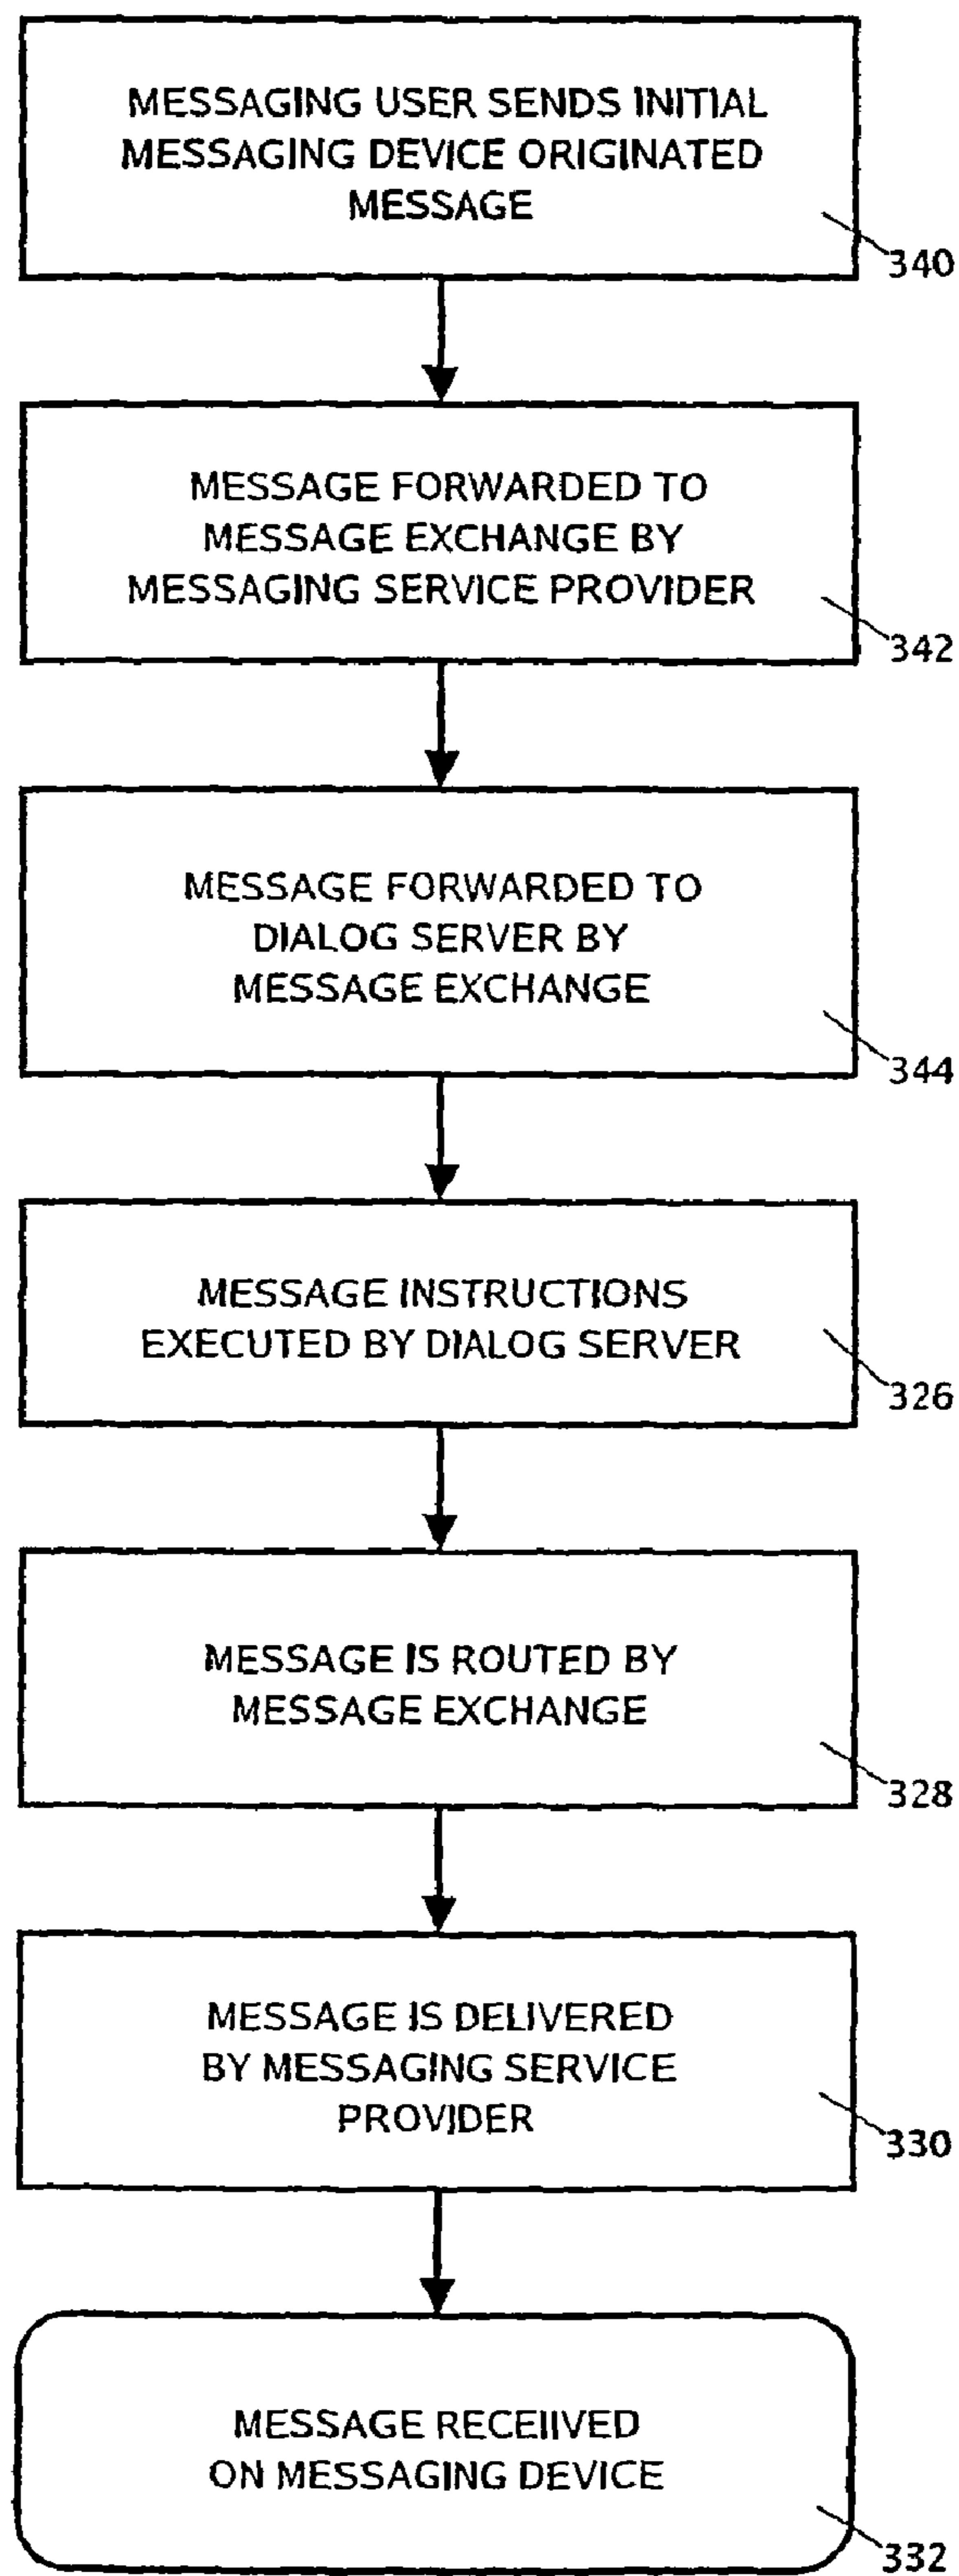 MESSAGING USER SENDS INITIAL
MESSAGING DEVICE ORIGINATED
MESSAGE
340
MESSAGE FORWARDED TO
MESSAGE EXCHANGE BY
MESSAGING SERVICE PROVIDER
342
MESSAGE FORWARDED TO
DIALOG SERVER BY
MESSAGE EXCHANGE
344
MESSAGE INSTRUCTIONS
EXECUTED BY DIALOG SERVER
326
MESSAGE IS ROUTED BY
MESSAGE EXCHANGE
328
MESSAGE IS DELIVERED
BY MESSAGING SERVICE
PROVIDER
330
MESSAGE RECEIIVED
ON MESSAGING DEVICE
332